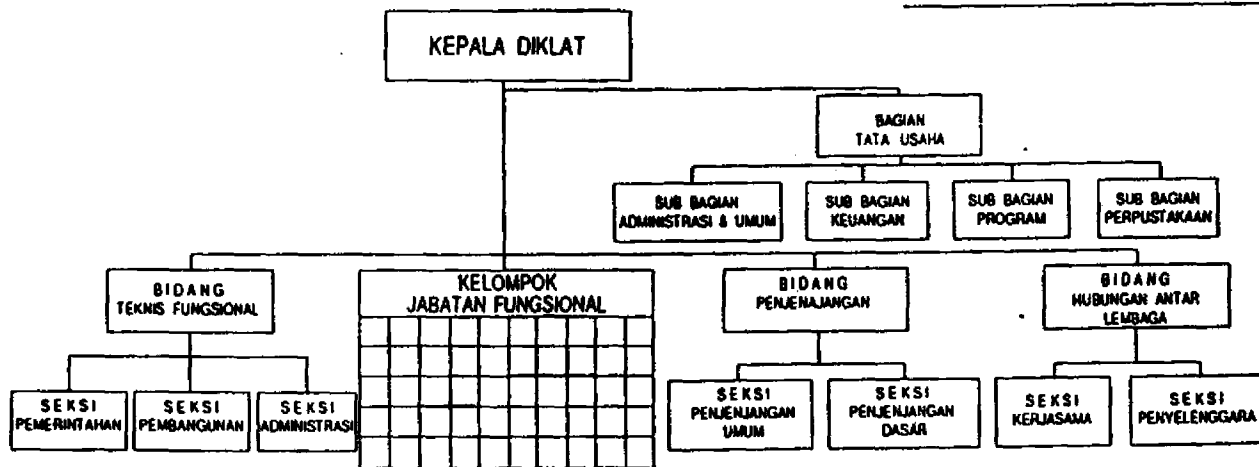 KEPALA DIKLAT
BAGIAN
TATA USAHA
SUB BAGIAN
ADMINISTRASI & UMUM
SUB BAGIAN
KEUANGAN
SUB BAGIAN
PROGRAM
SUB BAGIAN
PERPUSTAKAAN
BIDANG
TEKNIS FUNGSIONAL
KELOMPOK
JABATAN FUNGSIONAL
BIDANG
PENJENAJANGAN
BIDANG
HUBUNGAN ANTAR
LEMBAGA
SEKSI
PEMERINTAHAN
SEKSI
PEMBANGUNAN
SEKSI
ADMINISTRASI
SEKSI
PENJENJANGAN
UMUM
SEKSI
PENJENJANGAN
DASAR
SEKSI
KERJASAMA
SEKSI
PENYELENGGARA